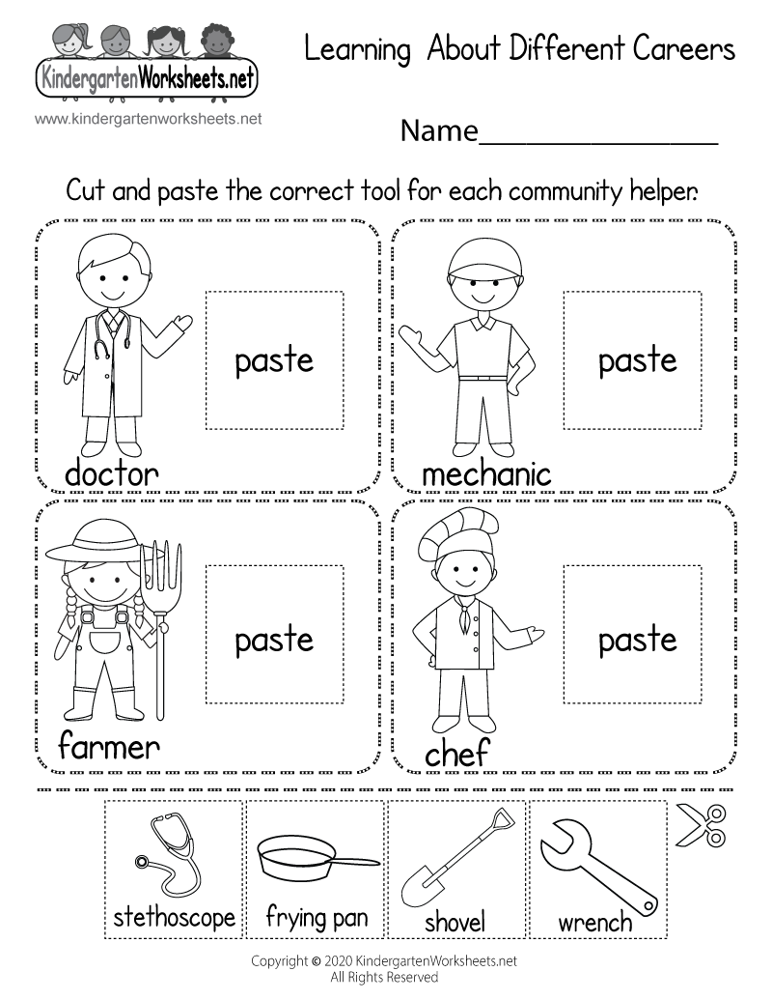 KindergartenWorksheets.net
www.kindergartenworksheets.net
Learning About Different Careers
Name_______________
Cut and paste the correct tool for each community helper.
paste
doctor
paste
mechanic
paste
farmer
paste
chef
stethoscope
frying pan
shovel
wrench
Copyright © 2020 KindergartenWorksheets.net
All Rights Reserved